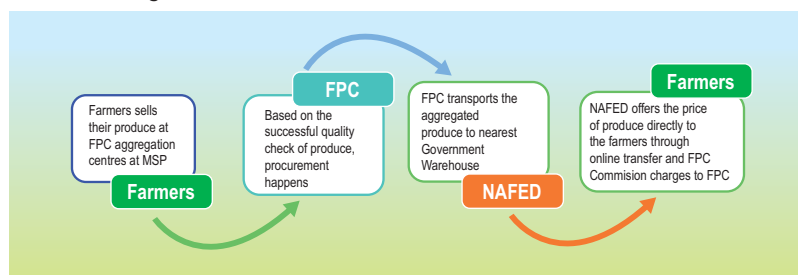 Farmers sells
their produce at
FPC aggregation
centres at MSP
Farmers
FPC
Based on the
successful quality
check of produce,
procurement
happens
FPC transports the
aggregated
produce to nearest
Government
Warehouse
NAFED
Farmers
NAFED offers the price
of produce directly to
the farmers through
online transfer and FPC
Commision charges to FPC